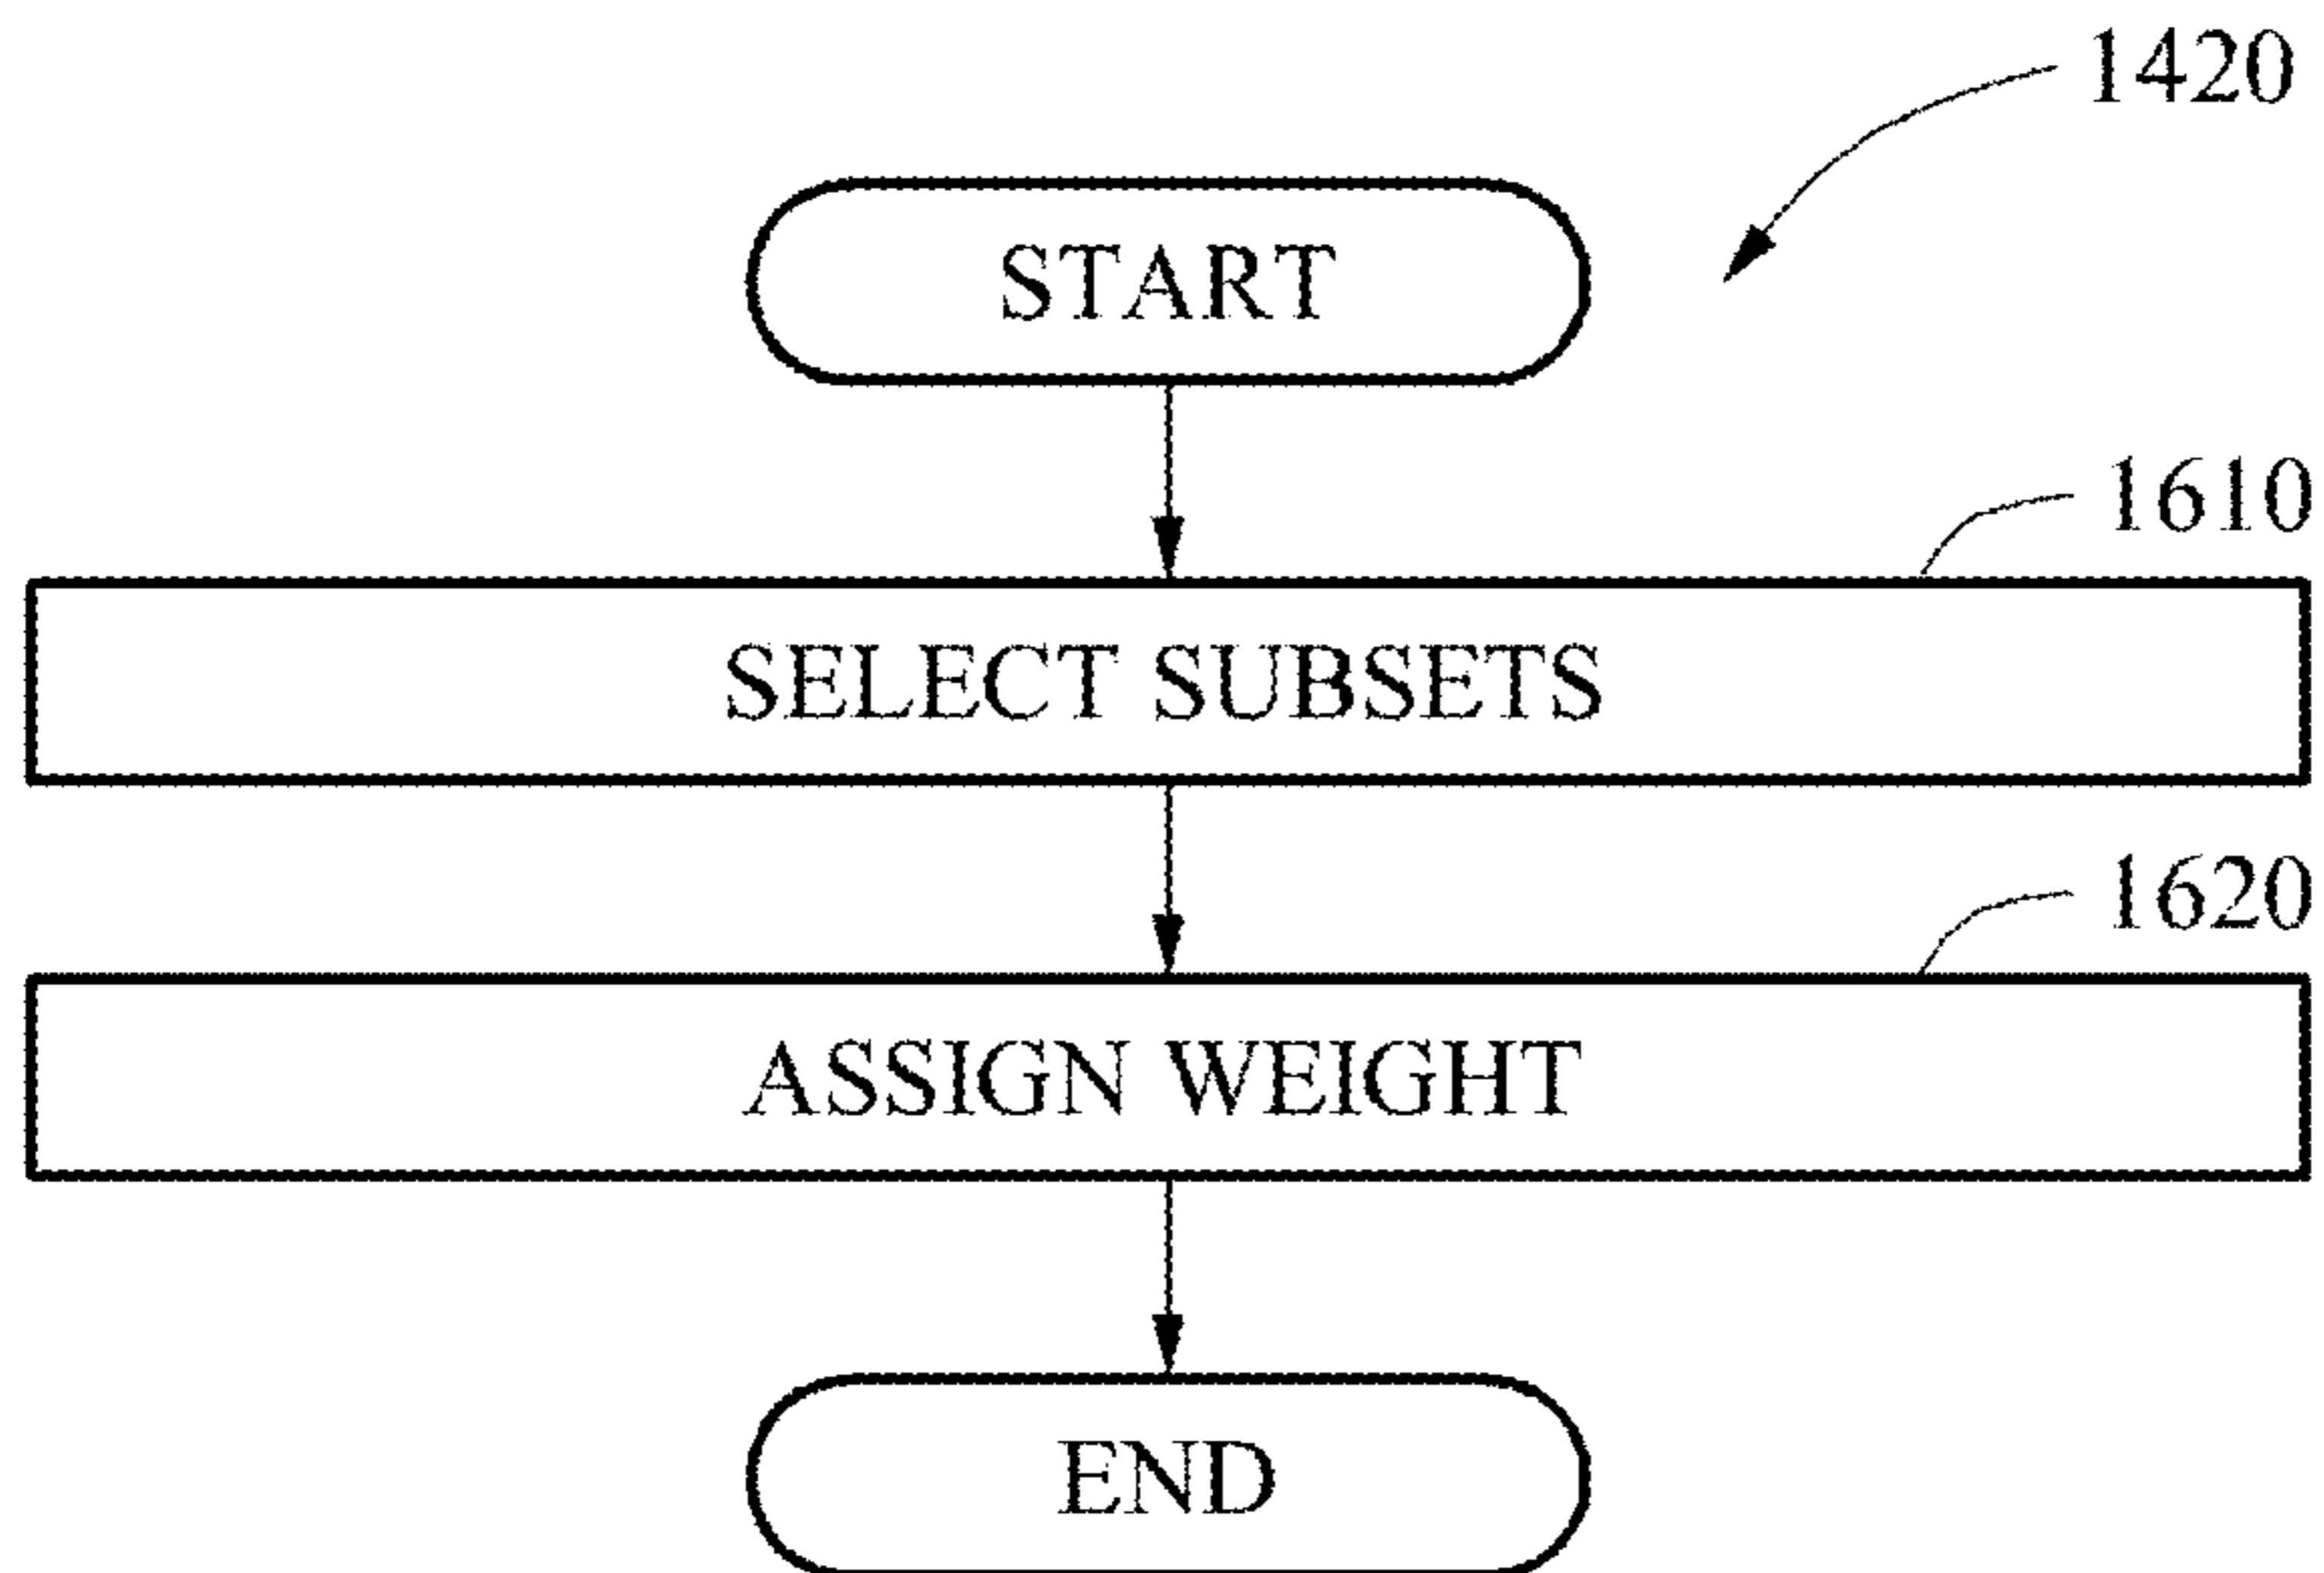 1420
START
1610
SELECT SUBSETS
1620
ASSIGN WEIGHT
END